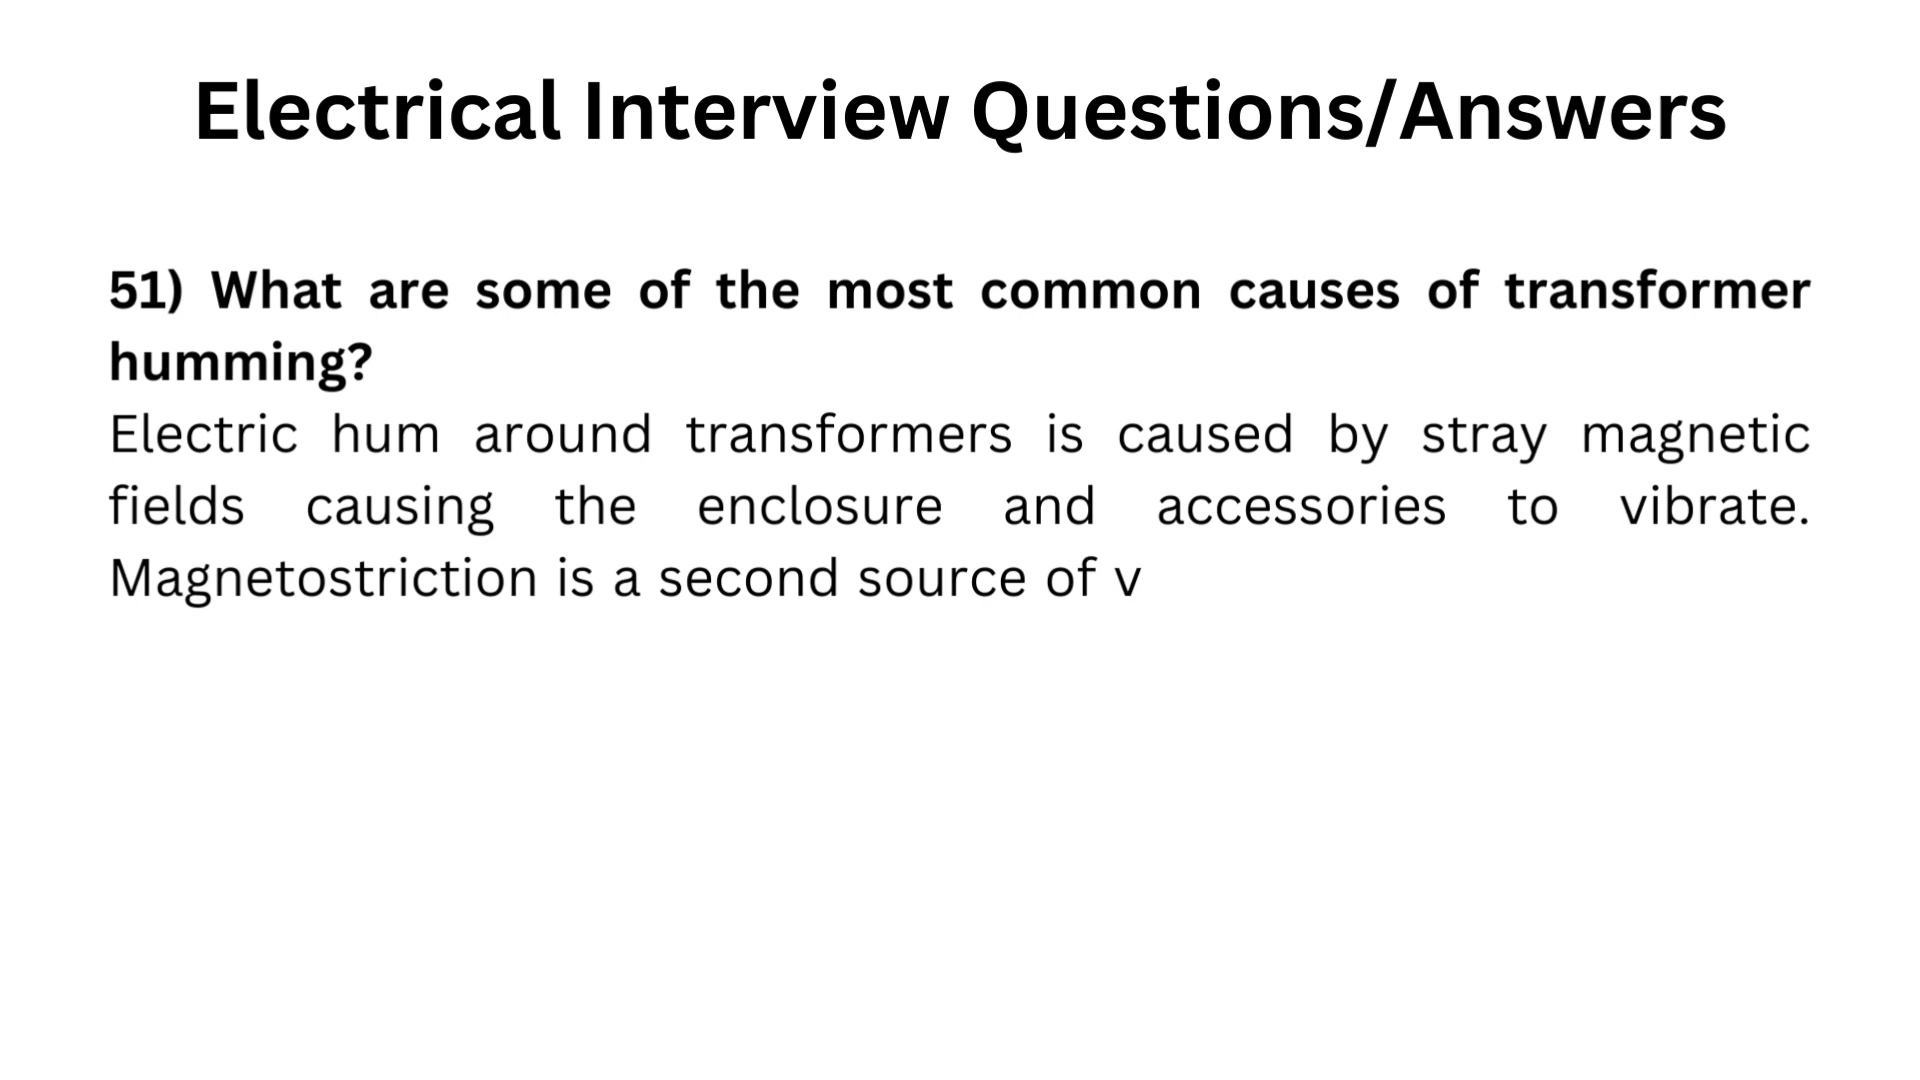 Electrical Interview Questions/Answers
51) What are some of the most common causes of transformer
humming?
Electric hum around transformers is caused by stray magnetic
fields causing the enclosure and accessories to vibrate.
Magnetostriction is a second source of v